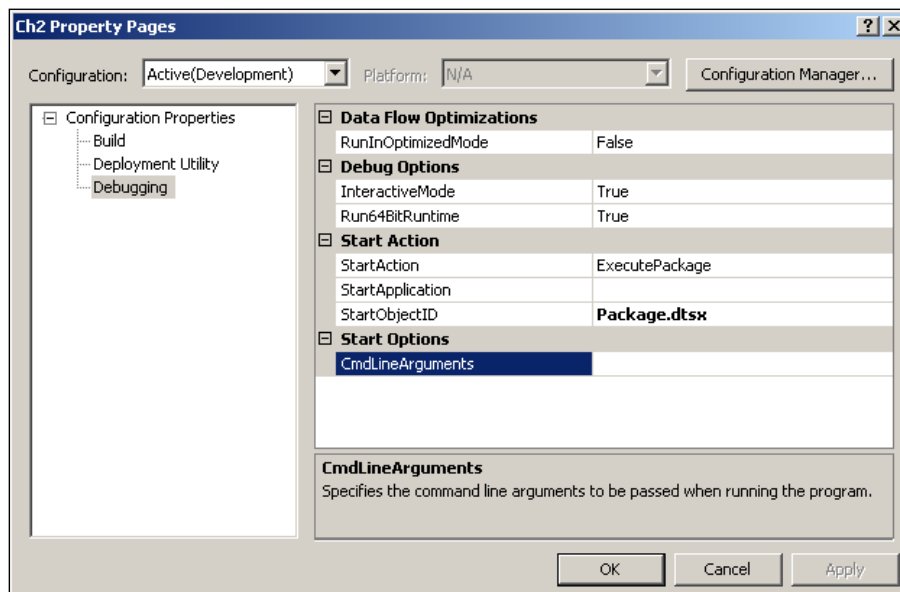 Ch2 Property Pages
Configuration: Active(Development) Platform: N/A Configuration Manager...
Configuration Properties
Build
Deployment Utility
Debugging
Data Flow Optimizations
RunInOptimizedMode False
Debug Options
InteractiveMode True
Run64BitRuntime True
Start Action
StartAction ExecutePackage
StartApplication
StartObjectID Package.dtsx
Start Options
CmdLineArguments
CmdLineArguments
Specifies the command line arguments to be passed when running the program.
OK Cancel Apply